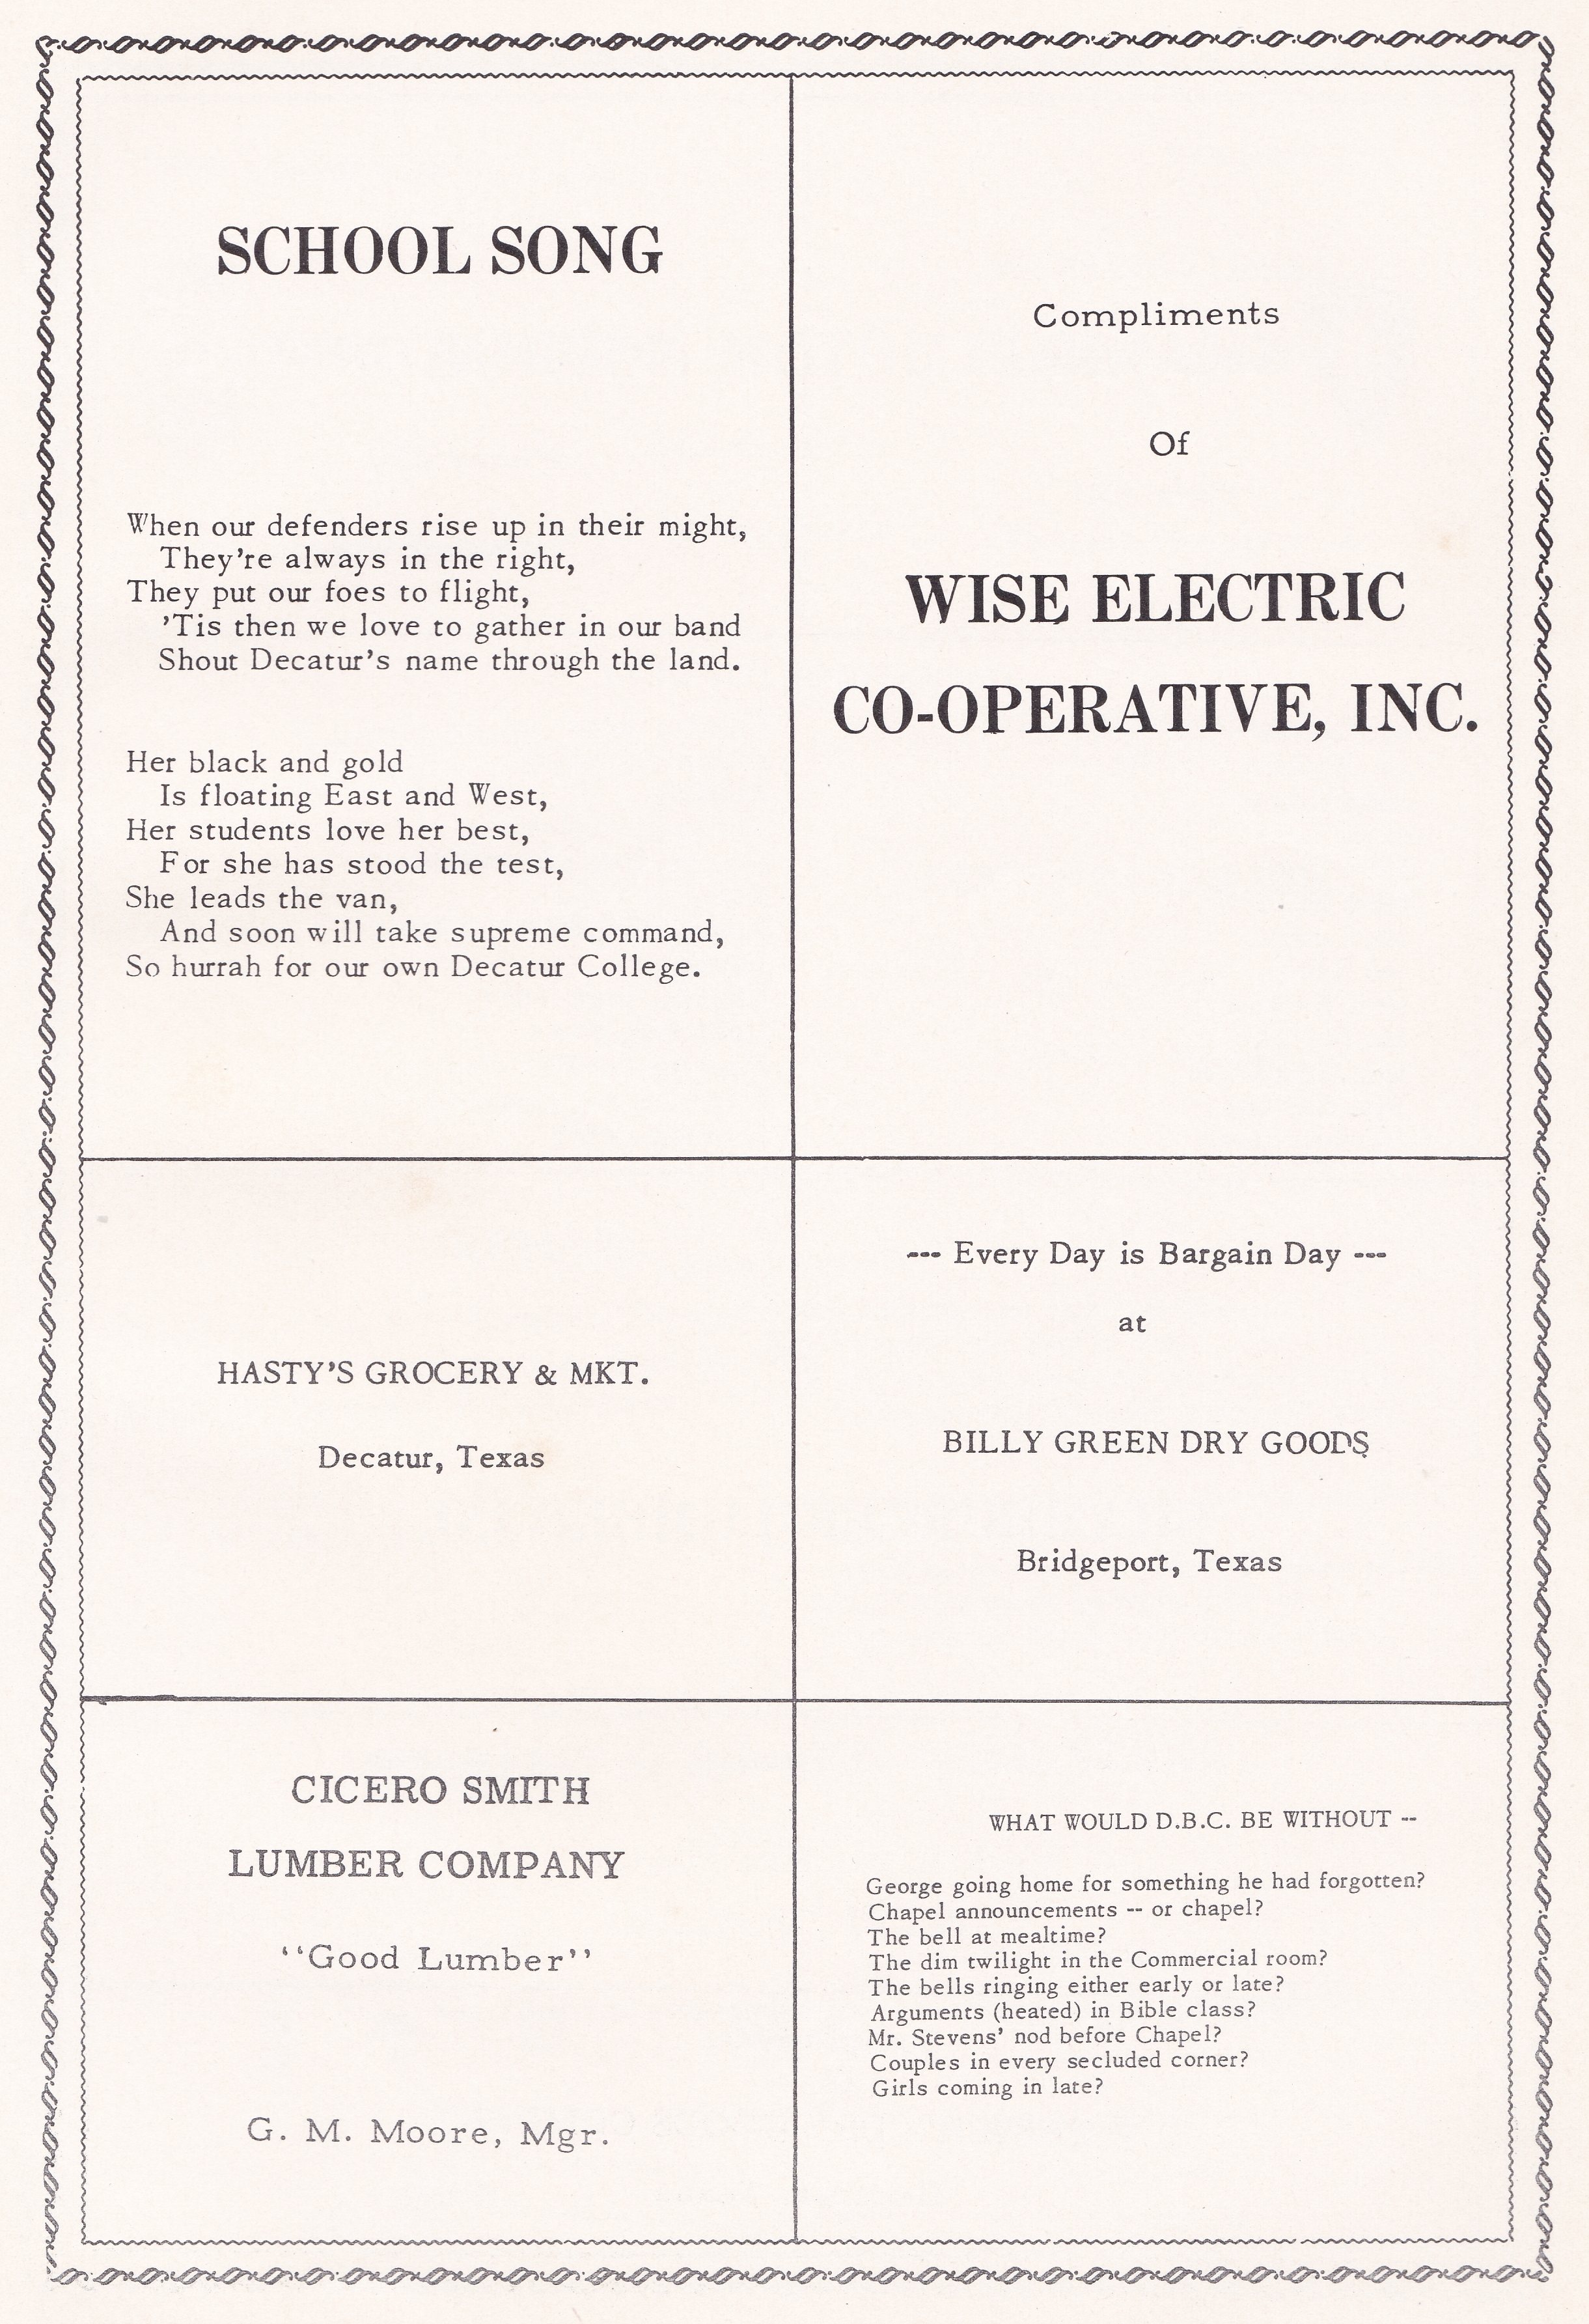 SCHOOL SONG
When our defenders rise up in their might,
They're always in the right,
They put our foes to flight,
'Tis then we love to gather in our band
Shout Decatur's name through the land.
Her black and gold
Is floating East and West,
Her students love her best,
For she has stood the test,
She leads the van,
And soon will take supreme command,
So hurrah for our own Decatur College.
Compliments
Of
WISE ELECTRIC
CO-OPERATIVE, INC.
HASTY'S GROCERY & MKT.
Decatur, Texas
--- Every Day is Bargain Day ---
at
BILLY GREEN DRY GOODS
Bridgeport, Texas
CICERO SMITH
LUMBER COMPANY
''Good Lumber''
G. M. Moore, Mgr.
WHAT WOULD D.B.C. BE WITHOUT --
George going home for something he had forgotten?
Chapel announcements -- or chapel?
The bell at mealtime?
The dim twilight in the Commercial room?
The bells ringing either early or late?
Arguments (heated) in Bible class?
Mr. Stevens' nod before Chapel?
Couples in every secluded corner?
Girls coming in late?